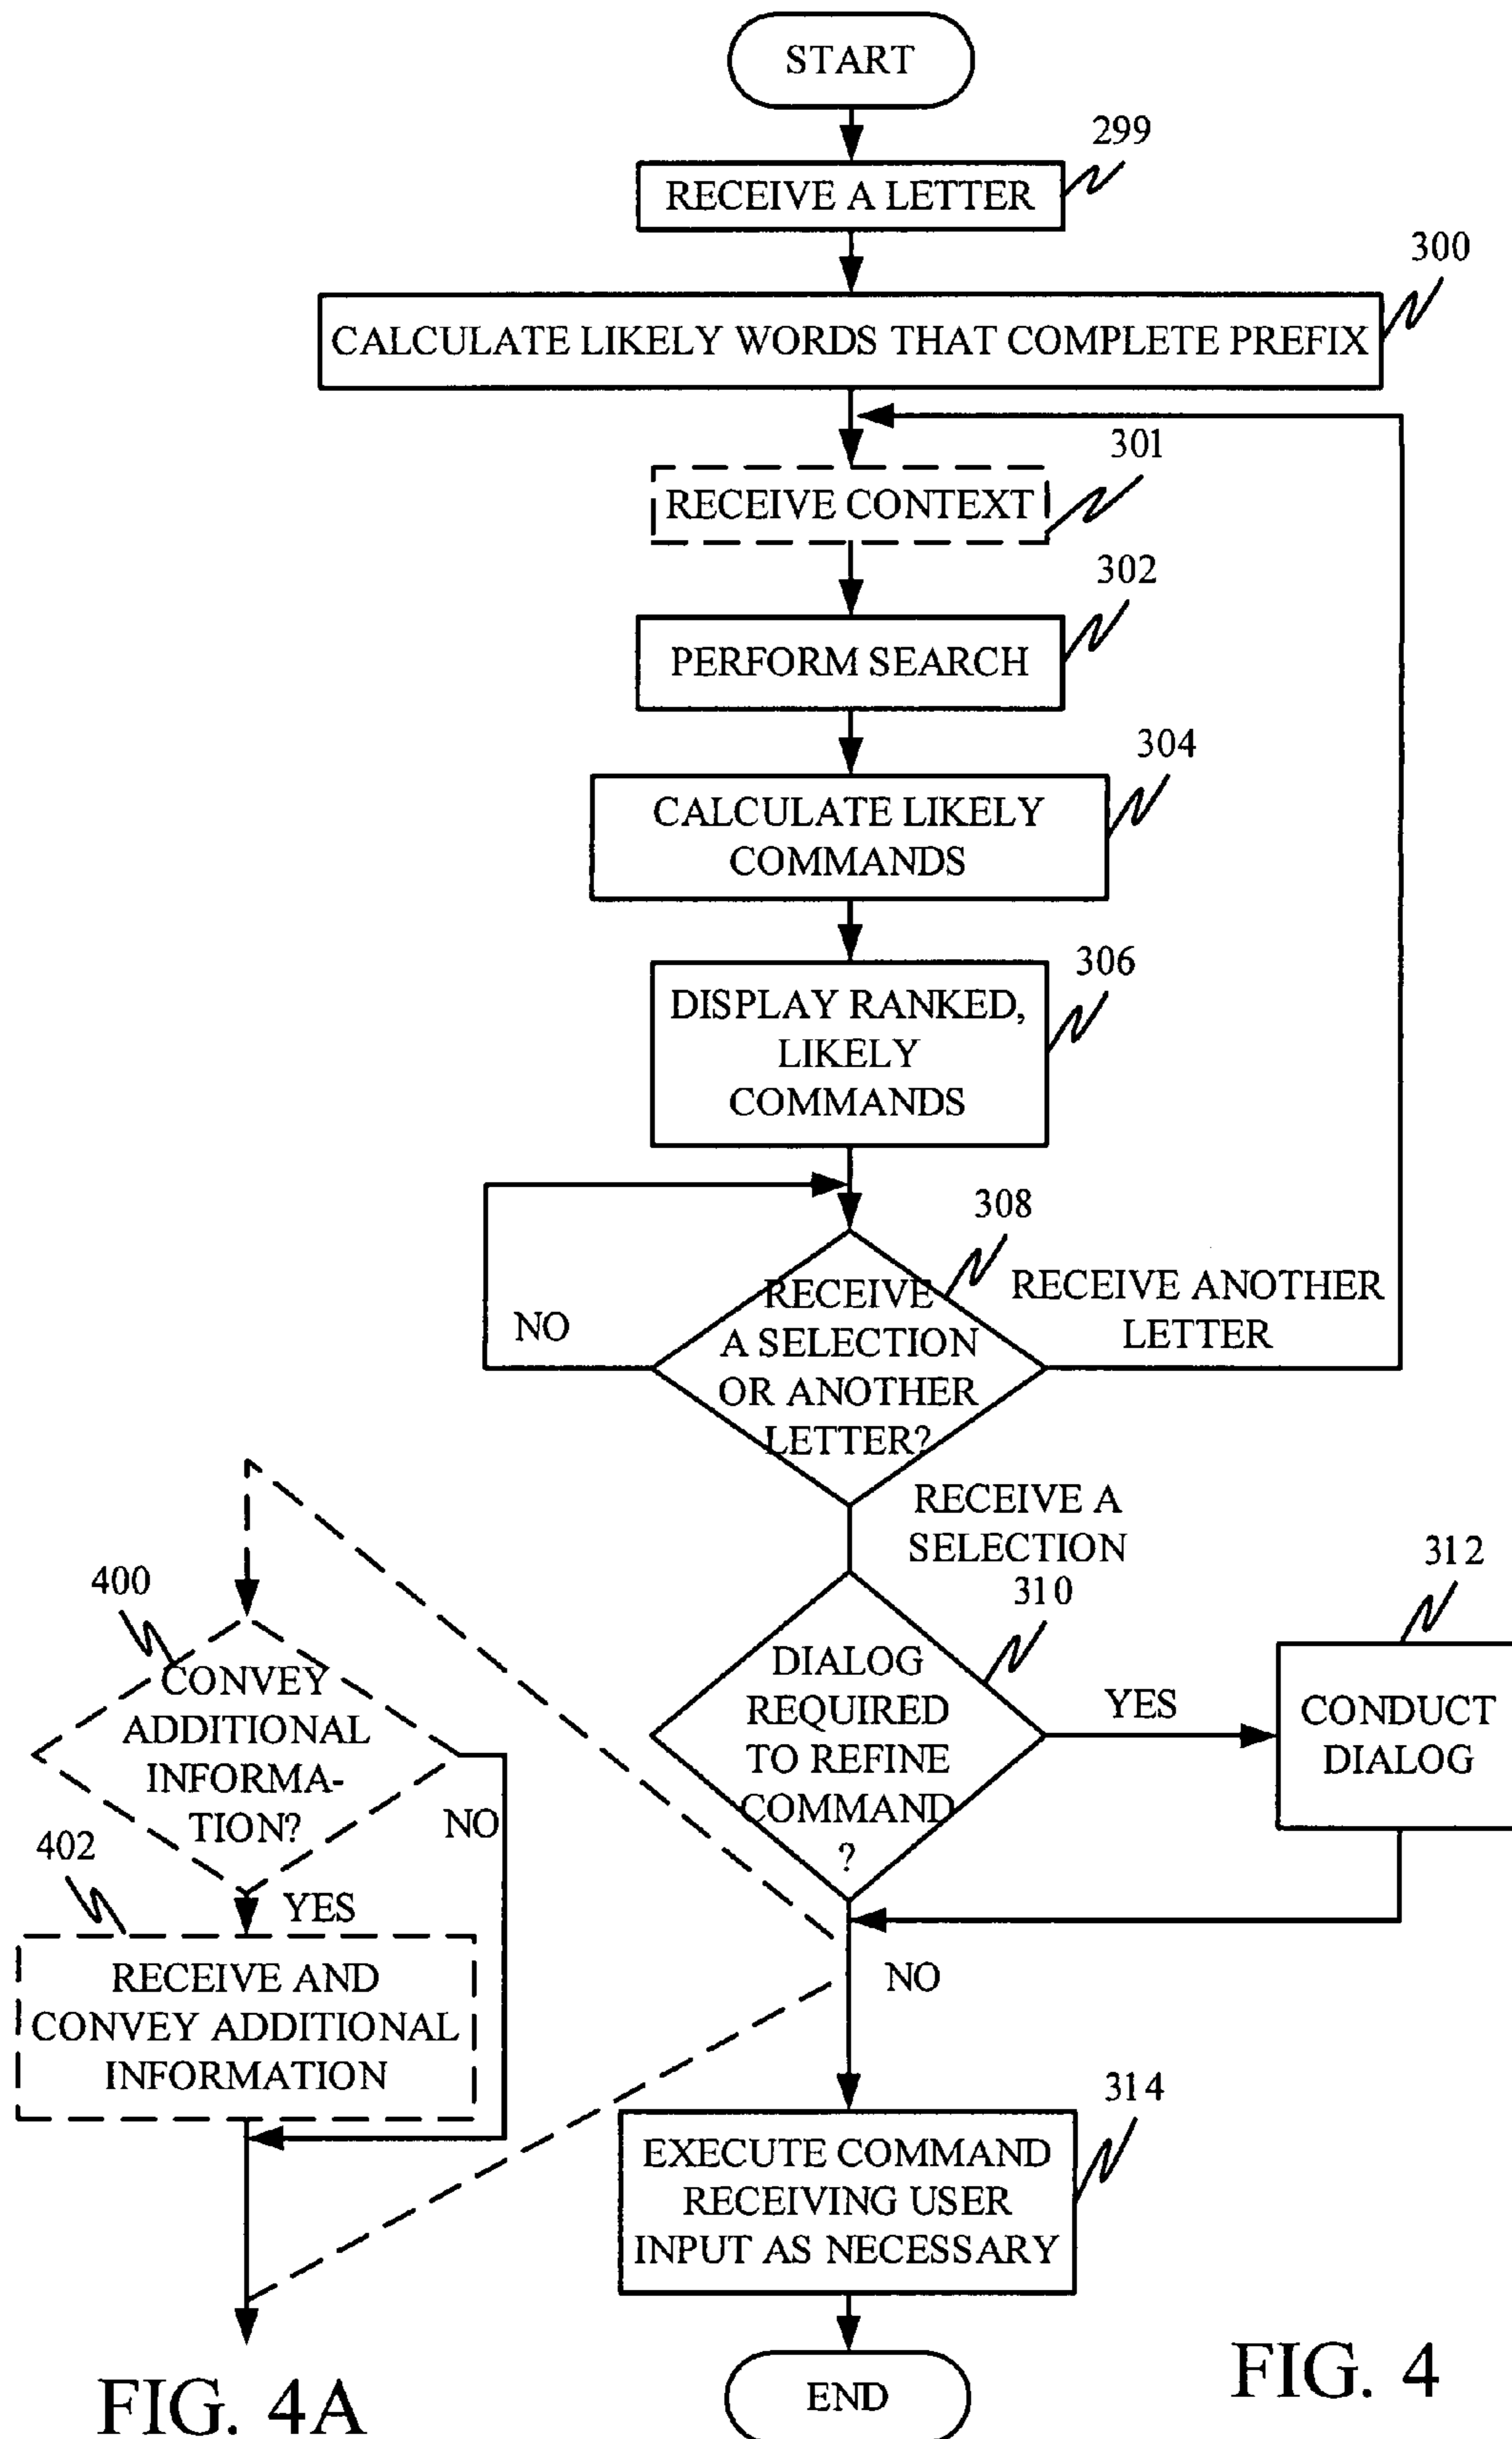 START
299
RECEIVE A LETTER
300
CALCULATE LIKELY WORDS THAT COMPLETE PREFIX
301
RECEIVE CONTEXT
302
PERFORM SEARCH
304
CALCULATE LIKELY
COMMANDS
306
DISPLAY RANKED,
LIKELY
COMMANDS
308
RECEIVE
A SELECTION
OR ANOTHER
LETTER?
NO
RECEIVE ANOTHER
LETTER
RECEIVE A
SELECTION
310
DIALOG
REQUIRED
TO REFINE
COMMAND
?
YES
312
CONDUCT
DIALOG
NO
400
CONVEY
ADDITIONAL
INFORMA-
TION?
NO
YES
402
RECEIVE AND
CONVEY ADDITIONAL
INFORMATION
314
EXECUTE COMMAND
RECEIVING USER
INPUT AS NECESSARY
END
FIG. 4A
FIG. 4